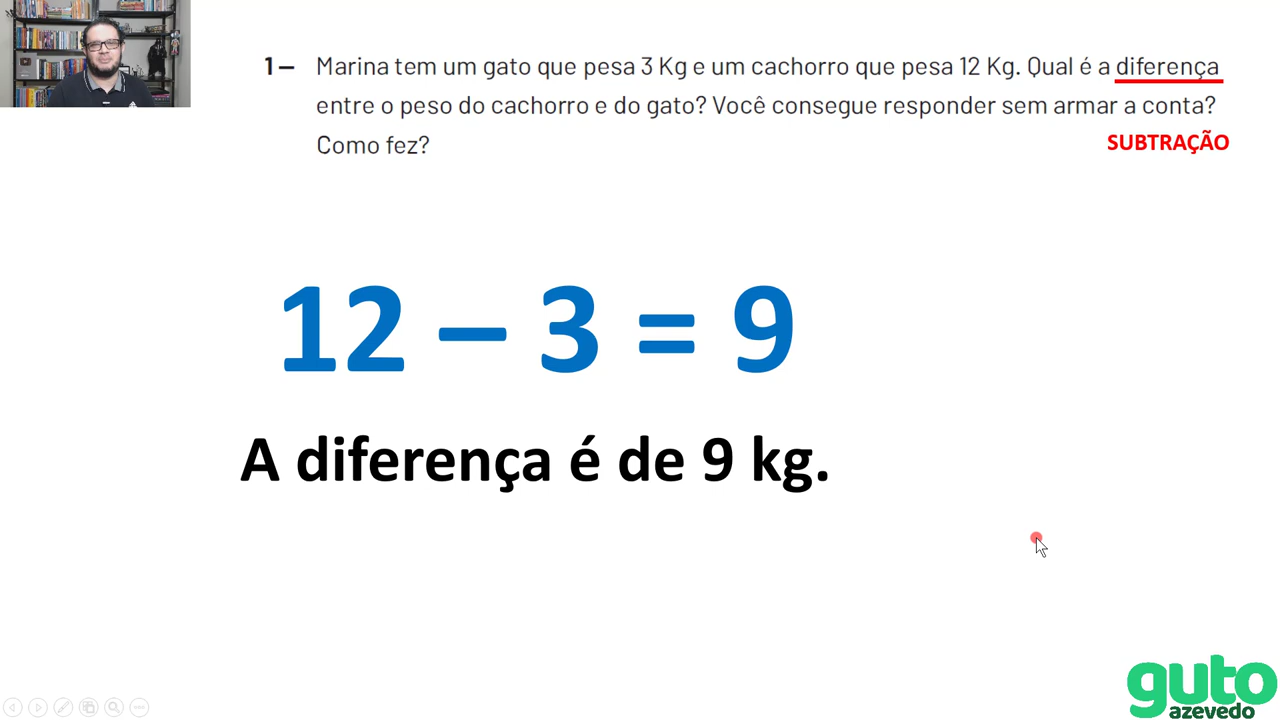 1 – Marina tem um gato que pesa 3 Kg e um cachorro que pesa 12 Kg. Qual é a diferença
entre o peso do cachorro e do gato? Você consegue responder sem armar a conta?
Como fez?
SUBTRAÇÃO
12 – 3 = 9
A diferença é de 9 kg.
guto
azevedo